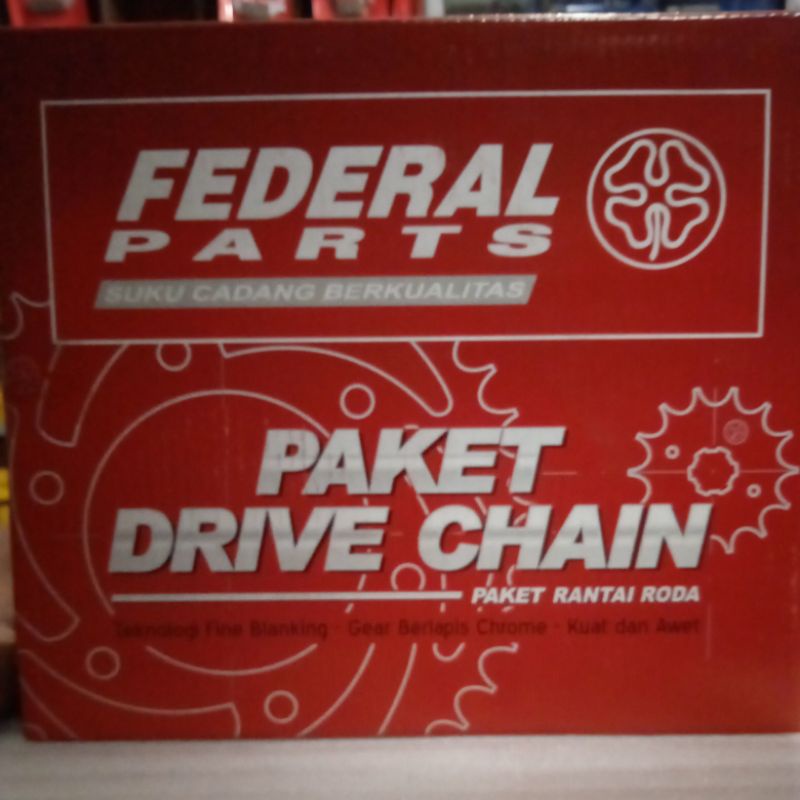 FEDERAL
PARTS
SUKU CADANG BERKUALITAS
PAKET
DRIVE CHAIN
PAKET RANTAI RODA
Teknologi Fine Blanking - Gear Berlapis Chrome - Kuat dan Awet